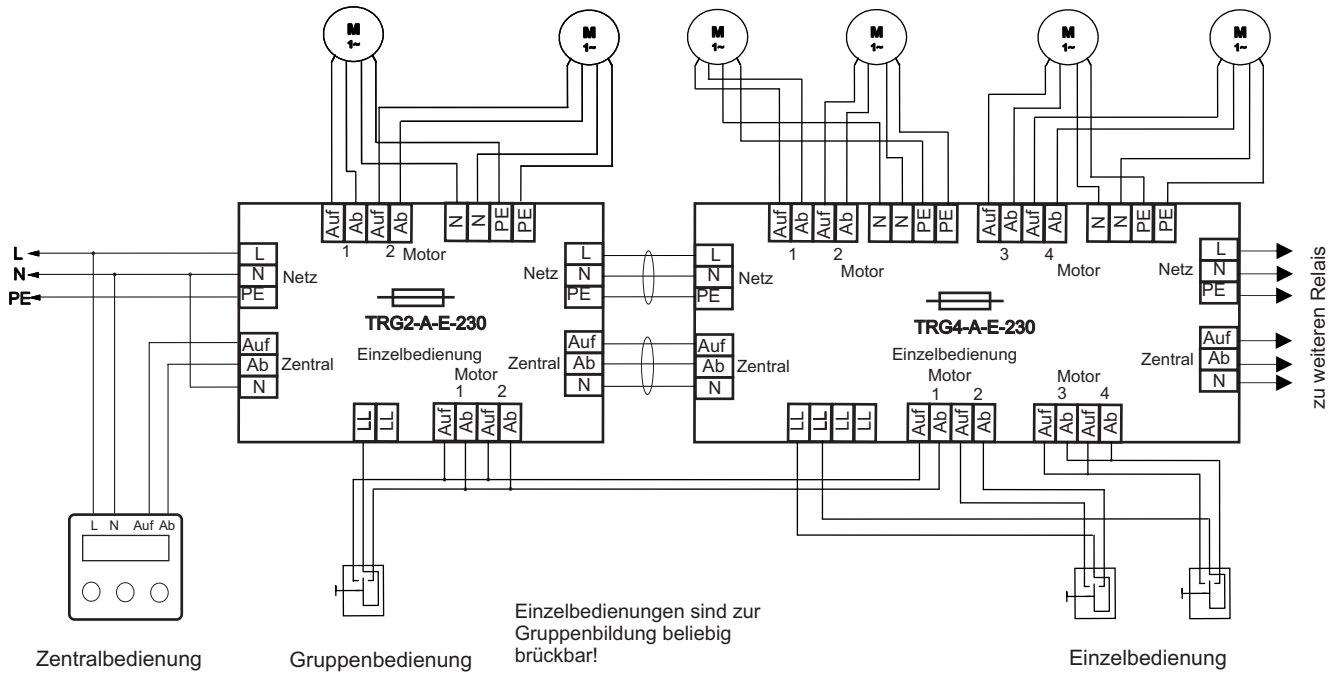 M
1~
M
1~
M
1~
M
1~
M
1~
M
1~
Auf Ab Auf Ab N N PE PE
1 2 Motor
L
N
PE
L
N
PE
Netz
Netz
L
N
PE
TRG2-A-E-230
Auf
Ab
N
Zentral
Einzelbedienung
Zentral
Auf
Ab
N
Motor
1 2
LL LL Auf Ab Auf Ab
Auf Ab Auf Ab N N PE PE Auf Ab Auf Ab N N PE PE
1 2 3 4
Motor Motor
L
N
PE
Netz
Netz
L
N
PE
TRG4-A-E-230
Auf
Ab
N
Zentral
Einzelbedienung
Zentral
Auf
Ab
N
Motor Motor
1 2 3 4
LL LL LL LL Auf Ab Auf Ab Auf Ab Auf Ab
zu weiteren Relais
L N Auf Ab
Zentralbedienung
Gruppenbedienung
Einzelbedienungen sind zur
Gruppenbildung beliebig
brückbar!
Einzelbedienung